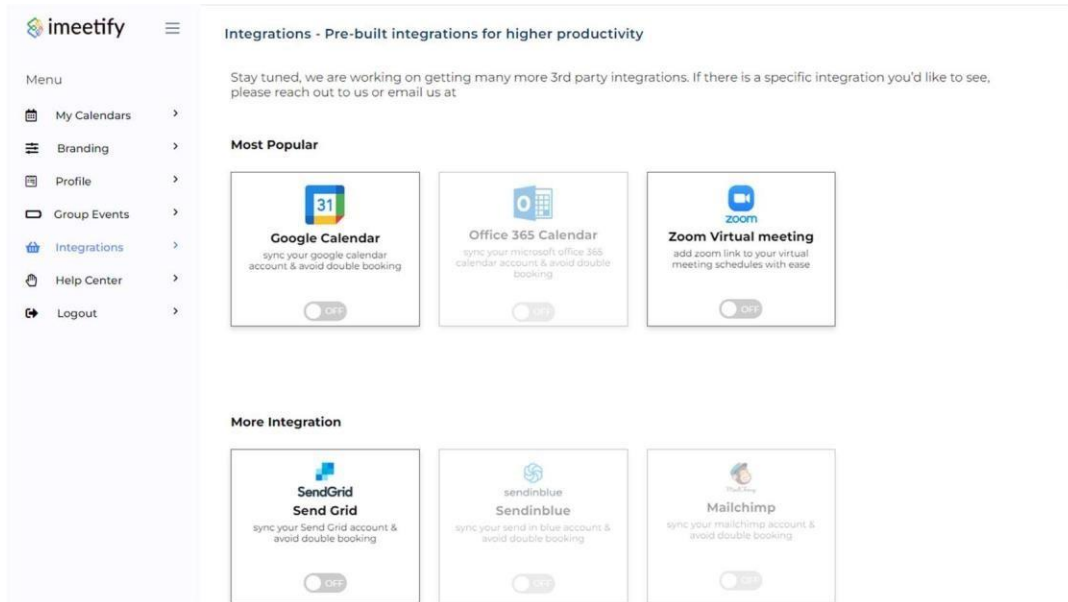 imeetify
Integrations - Pre-built integrations for higher productivity
Menu
My Calendars
Branding
Profile
Group Events
Integrations
Help Center
Logout
Stay tuned, we are working on getting many more 3rd party integrations. If there is a specific integration you'd like to see,
please reach out to us or email us at
Most Popular
31
Google Calendar
sync your google calendar
account & avoid double booking
OFF
O
Office 365 Calendar
sync your microsoft office 365
calendar account & avoid double
booking
OFF
zoom
Zoom Virtual meeting
add zoom link to your virtual
meeting schedules with ease
OFF
More Integration
SendGrid
Send Grid
sync your Send Grid account &
avoid double booking
OFF
sendinblue
Sendinblue
sync your send in blue account &
avoid double booking
OFF
MailChimp
Mailchimp
sync your mailchimp account &
avoid double booking
OFF